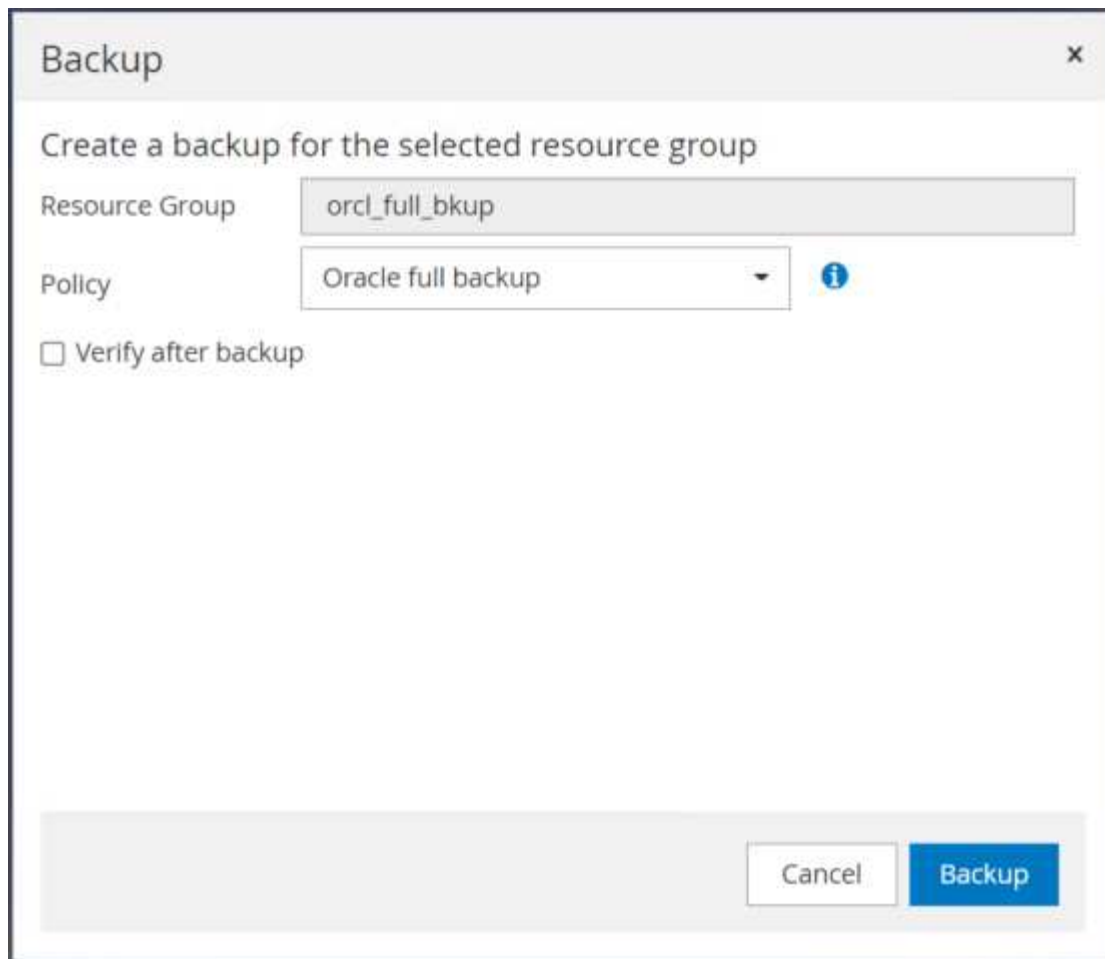 Backup
Create a backup for the selected resource group
Resource Group orcl_full_bkup
Policy Oracle full backup
Verify after backup
Cancel Backup